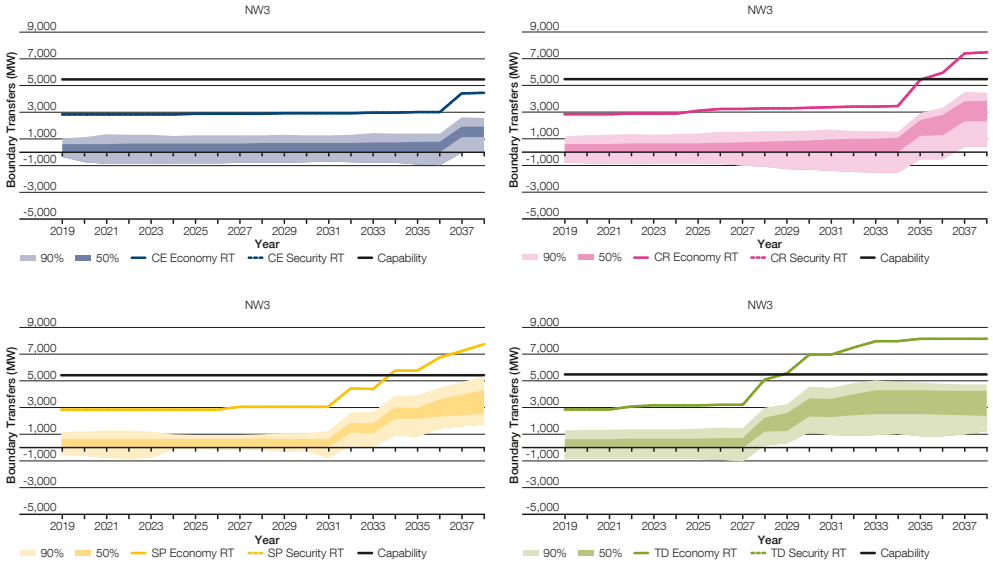 NW3
Boundary Transfers (MW)
9,000
7,000
5,000
3,000
1,000
-1,000
-3,000
-5,000
2019 2021 2023 2025 2027 2029 2031 2033 2035 2037
Year
90% 50% CE Economy RT CE Security RT Capability
NW3
Boundary Transfers (MW)
9,000
7,000
5,000
3,000
1,000
-1,000
-3,000
-5,000
2019 2021 2023 2025 2027 2029 2031 2033 2035 2037
Year
90% 50% CR Economy RT CR Security RT Capability
NW3
Boundary Transfers (MW)
9,000
7,000
5,000
3,000
1,000
-1,000
-3,000
-5,000
2019 2021 2023 2025 2027 2029 2031 2033 2035 2037
Year
90% 50% SP Economy RT SP Security RT Capability
NW3
Boundary Transfers (MW)
9,000
7,000
5,000
3,000
1,000
-1,000
-3,000
-5,000
2019 2021 2023 2025 2027 2029 2031 2033 2035 2037
Year
90% 50% TD Economy RT TD Security RT Capability